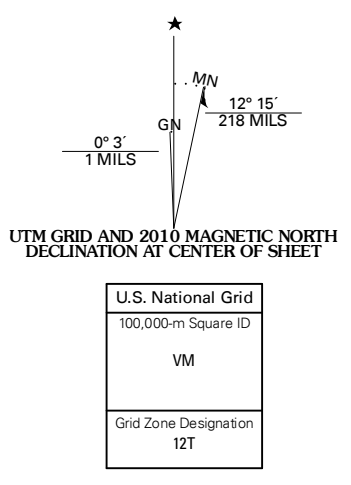 MN
GN
12° 15´
218 MILS
0° 3´
1 MILS
UTM GRID AND 2010 MAGNETIC NORTH
DECLINATION AT CENTER OF SHEET
U.S. National Grid
100,000-m Square ID
VM
Grid Zone Designation
12T